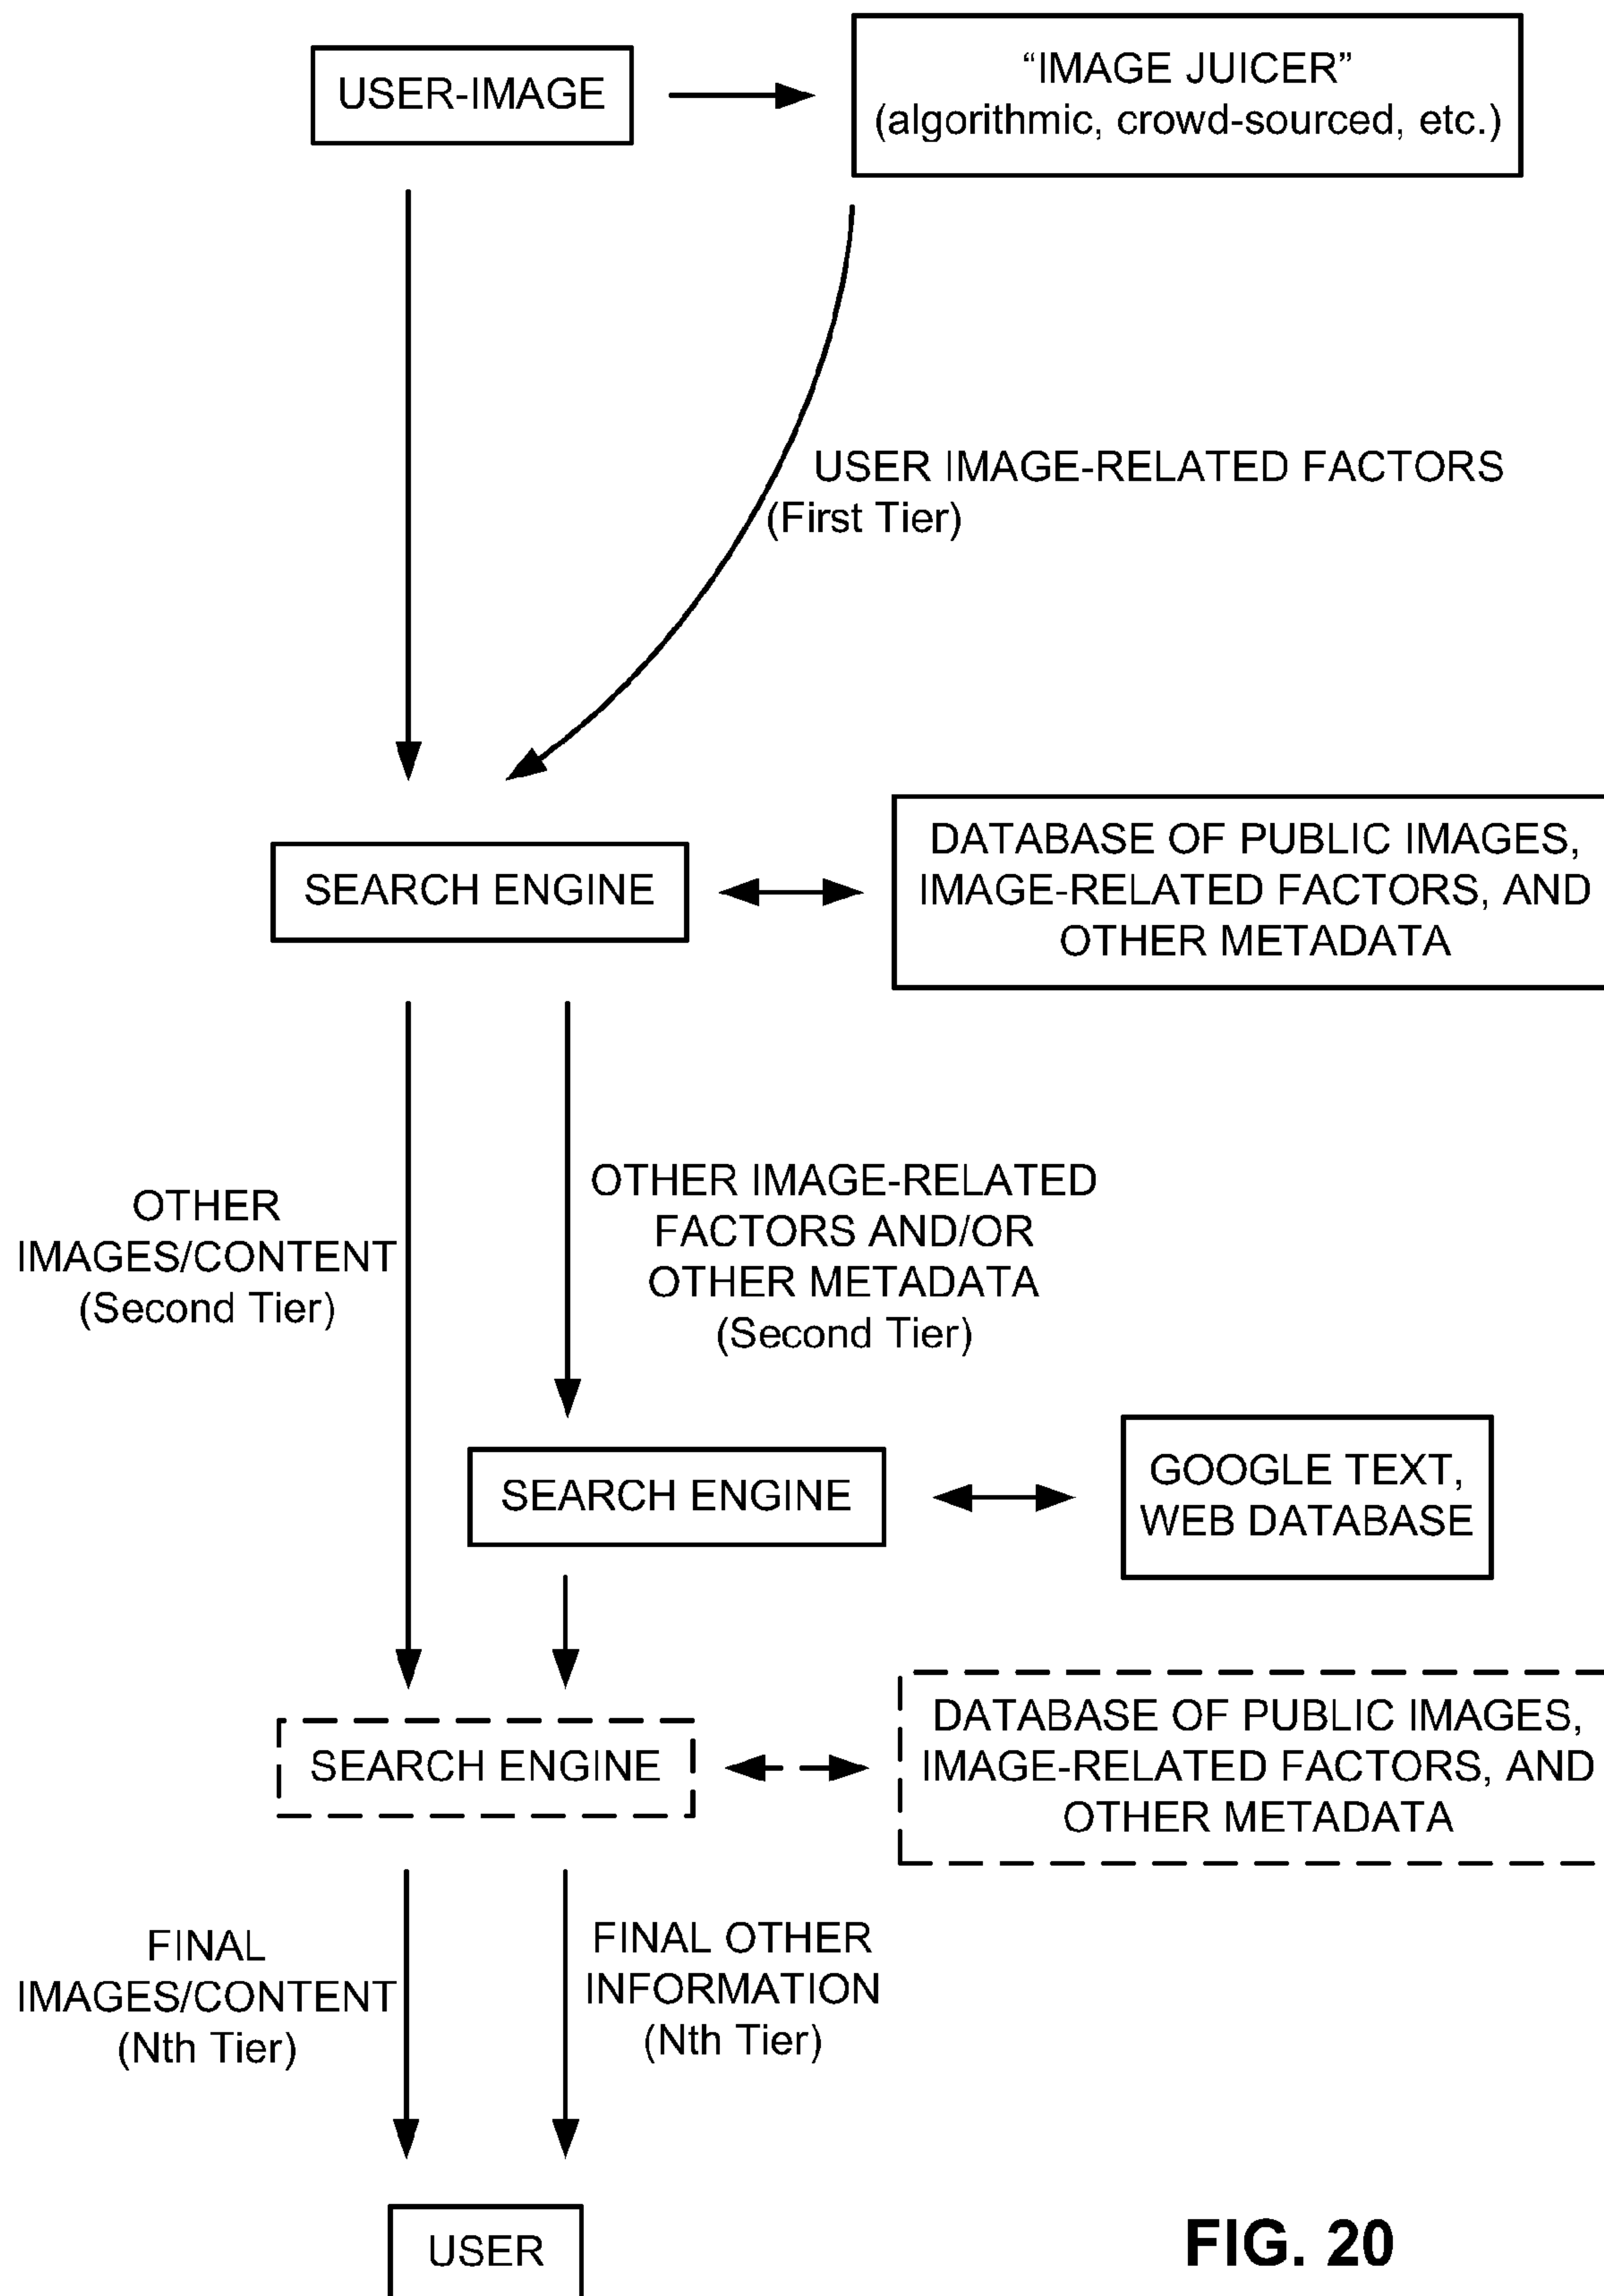 USER-IMAGE
“IMAGE JUICER”
(algorithmic, crowd-sourced, etc.)
USER IMAGE-RELATED FACTORS
(First Tier)
SEARCH ENGINE
DATABASE OF PUBLIC IMAGES,
IMAGE-RELATED FACTORS, AND
OTHER METADATA
OTHER
IMAGES/CONTENT
(Second Tier)
OTHER IMAGE-RELATED
FACTORS AND/OR
OTHER METADATA
(Second Tier)
SEARCH ENGINE
GOOGLE TEXT,
WEB DATABASE
SEARCH ENGINE
DATABASE OF PUBLIC IMAGES,
IMAGE-RELATED FACTORS, AND
OTHER METADATA
FINAL
IMAGES/CONTENT
(Nth Tier)
FINAL OTHER
INFORMATION
(Nth Tier)
USER
FIG. 20